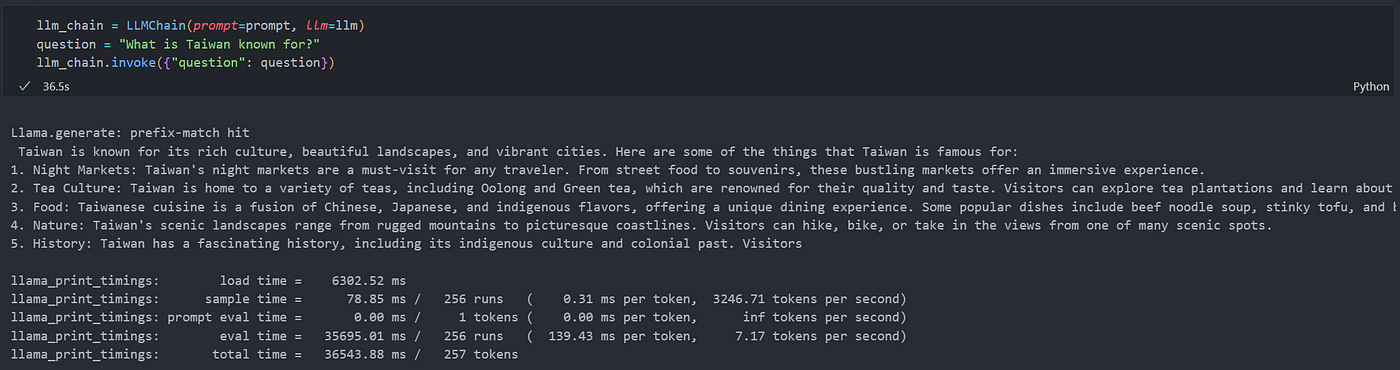 llm_chain = LLMChain(prompt=prompt, llm=llm)
question = "What is Taiwan known for?"
llm_chain.invoke({"question": question})
36.5s
Python
Llama.generate: prefix-match hit
Taiwan is known for its rich culture, beautiful landscapes, and vibrant cities. Here are some of the things that Taiwan is famous for:
1. Night Markets: Taiwan's night markets are a must-visit for any traveler. From street food to souvenirs, these bustling markets offer an immersive experience.
2. Tea Culture: Taiwan is home to a variety of teas, including Oolong and Green tea, which are renowned for their quality and taste. Visitors can explore tea plantations and learn about
3. Food: Taiwanese cuisine is a fusion of Chinese, Japanese, and indigenous flavors, offering a unique dining experience. Some popular dishes include beef noodle soup, stinky tofu, and
4. Nature: Taiwan's scenic landscapes range from rugged mountains to picturesque coastlines. Visitors can hike, bike, or take in the views from one of many scenic spots.
5. History: Taiwan has a fascinating history, including its indigenous culture and colonial past. Visitors
llama_print_timings:        load time =    6302.52 ms
llama_print_timings:      sample time =      78.85 ms /   256 runs   (    0.31 ms per token,  3246.71 tokens per second)
llama_print_timings: prompt eval time =       0.00 ms /     1 tokens (    0.00 ms per token,      inf tokens per second)
llama_print_timings:        eval time =   35695.01 ms /   256 runs   (  139.43 ms per token,     7.17 tokens per second)
llama_print_timings:       total time =   36543.88 ms /   257 tokens